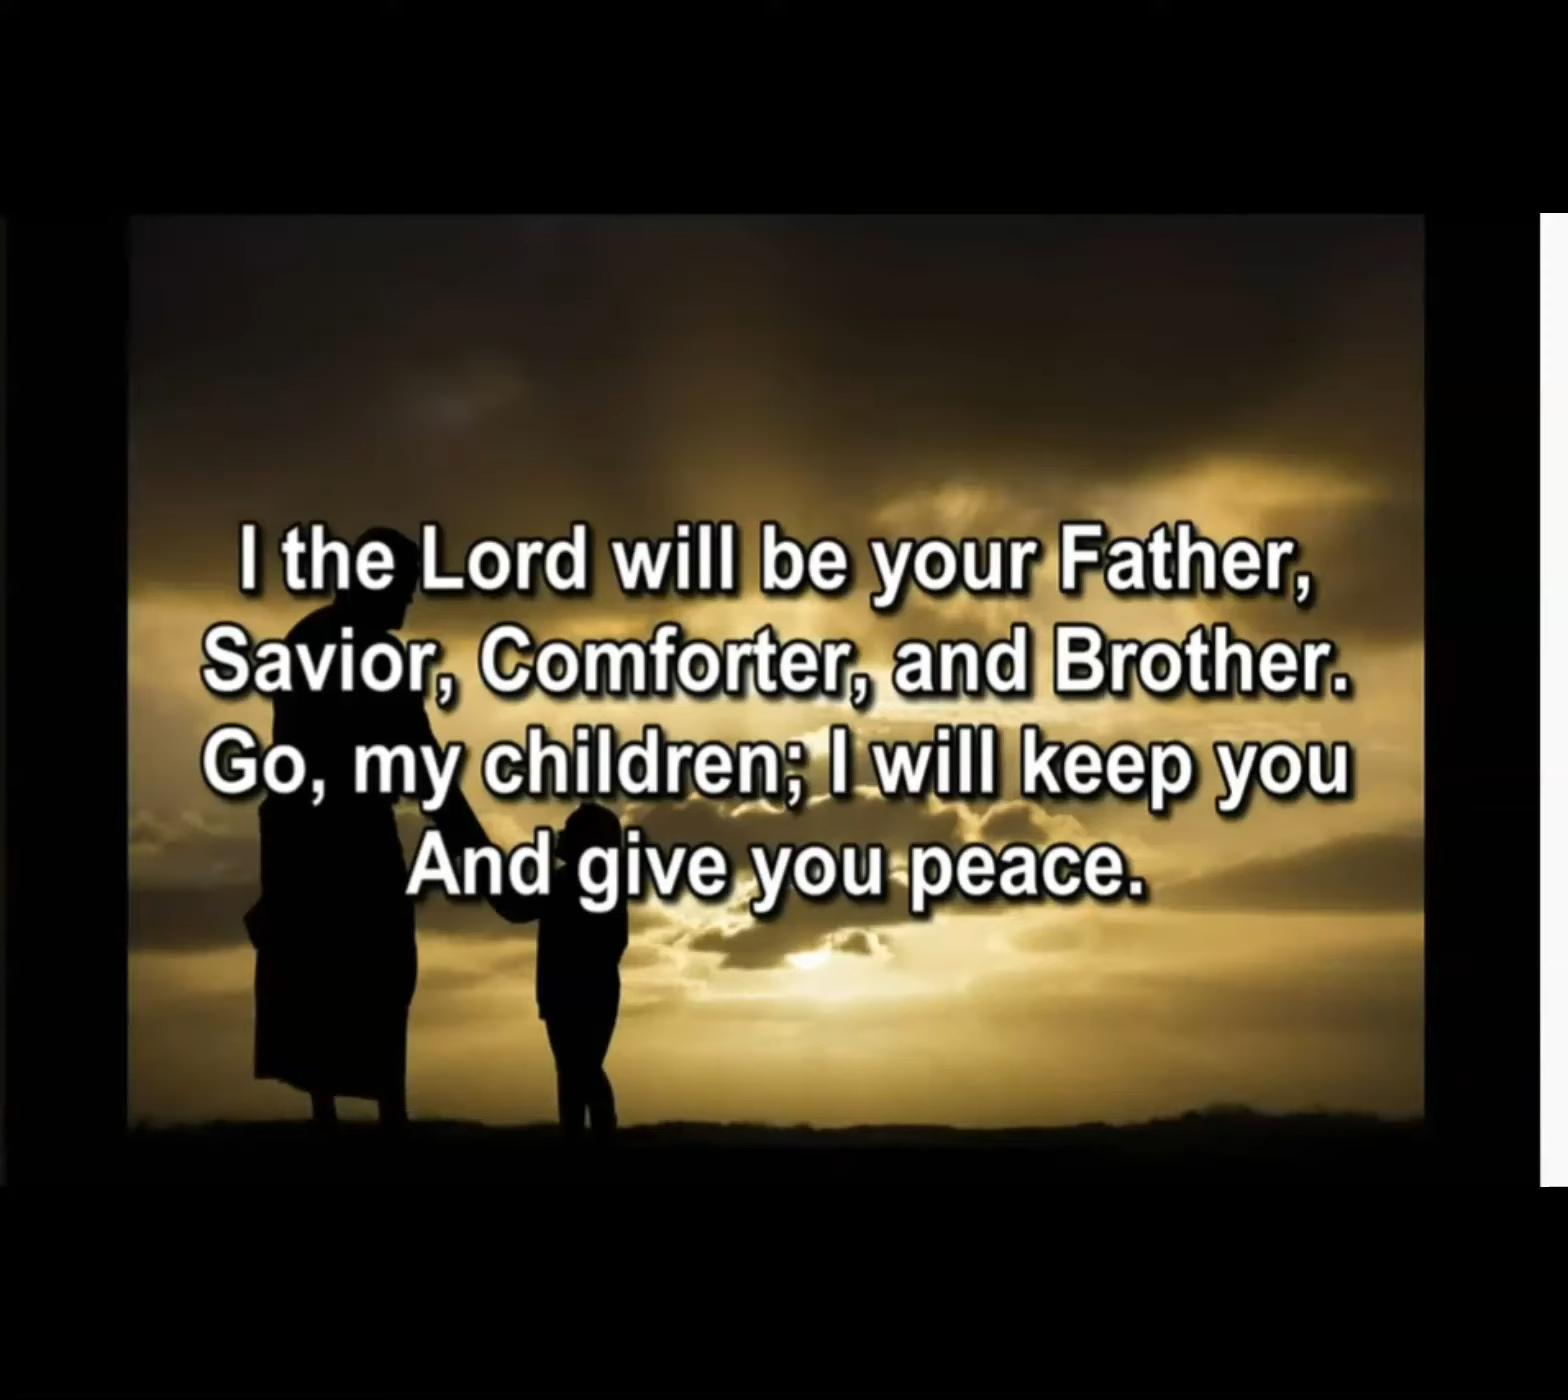 I the Lord will be your Father,
Savior, Comforter, and Brother.
Go, my children; I will keep you
And give you peace.